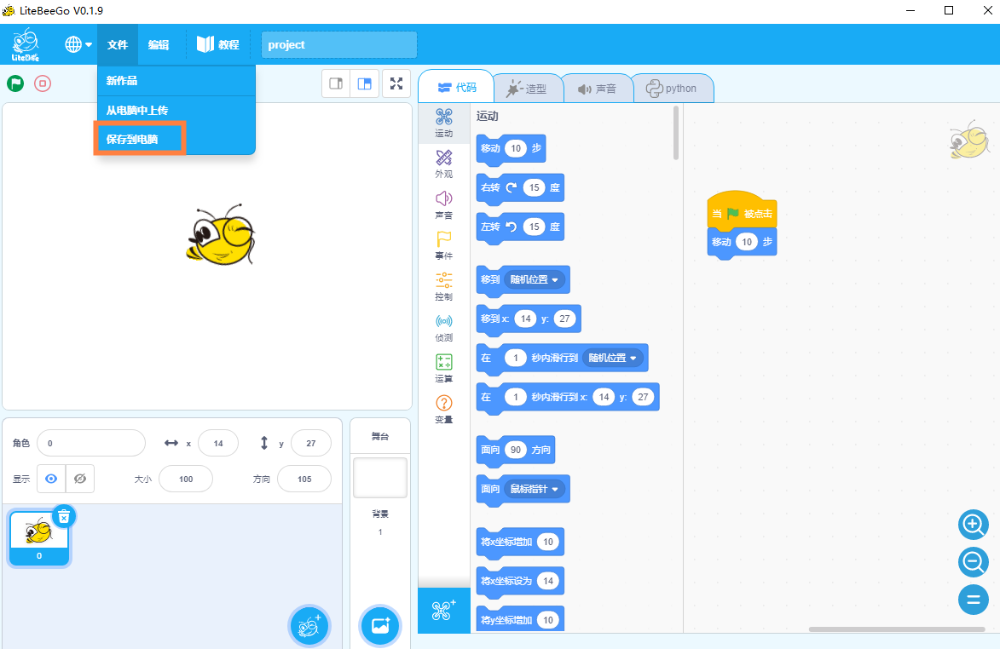 LiteBeeGo V0.1.9
LiteBee
文件
编辑
教程
project
新作品
从电脑中上传
保存到电脑
代码
造型
声音
python
运动
外观
声音
事件
控制
侦测
运算
变量
运动
移动 10 步
右转 15 度
左转 15 度
移到 随机位置
移到 x: 14 y: 27
在 1 秒内滑行到 随机位置
在 1 秒内滑行到 x: 14 y: 27
面向 90 方向
面向 鼠标指针
将x坐标增加 10
将x坐标设为 14
将y坐标增加 10
当 被点击
移动 10 步
角色 0 x 14 y 27
显示 大小 100 方向 105
0
舞台
背景
1